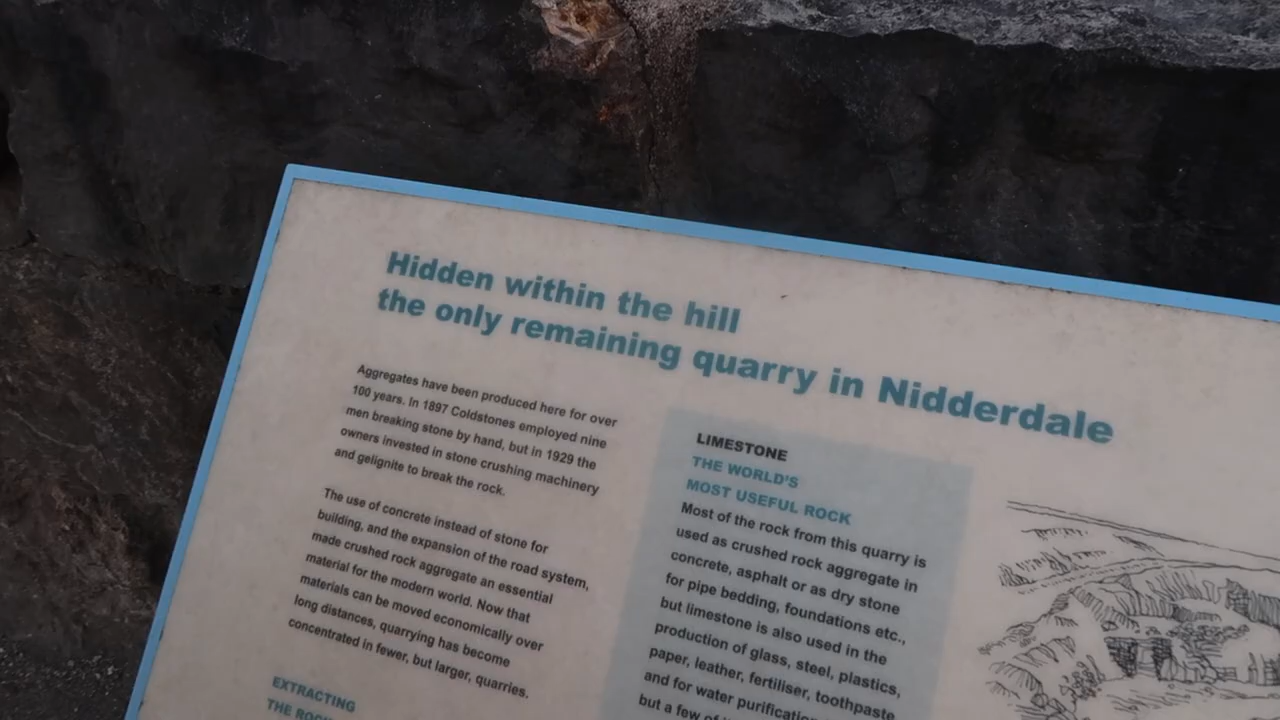 Hidden within the hill
the only remaining quarry in Nidderdale
Aggregates have been produced here for over
100 years. In 1897 Coldstones employed nine
men breaking stone by hand, but in 1929 the
owners invested in stone crushing machinery
and gelignite to break the rock.
The use of concrete instead of stone for
building, and the expansion of the road system,
made crushed rock aggregate an essential
material for the modern world. Now that
materials can be moved economically over
long distances, quarrying has become
concentrated in fewer, but larger, quarries.
EXTRACTING
THE ROCK
LIMESTONE
THE WORLD'S
MOST USEFUL ROCK
Most of the rock from this quarry is
used as crushed rock aggregate in
concrete, asphalt or as dry stone
for pipe bedding, foundations etc.,
but limestone is also used in the
production of glass, steel, plastics,
paper, leather, fertiliser, toothpaste
and for water purification
but a few of